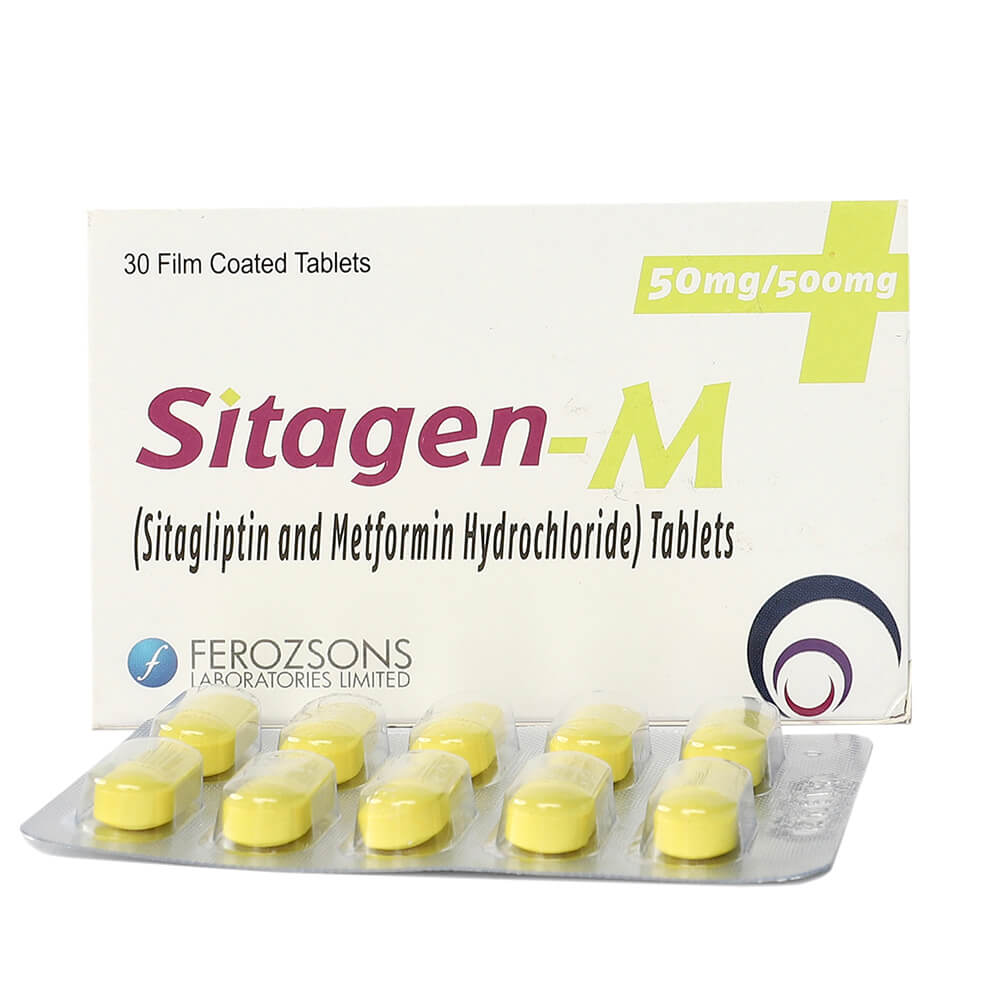 30 Film Coated Tablets
50mg/500mg
Sitagen-M
(Sitagliptin and Metformin Hydrochloride) Tablets
f FEROZSONS
LABORATORIES LIMITED